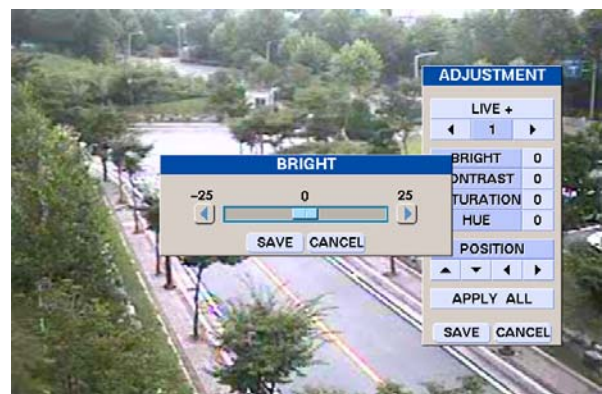 ADJUSTMENT
LIVE +
1
BRIGHT
-25 0 25
SAVE CANCEL
BRIGHT 0
ONTRAST 0
TURATION 0
HUE 0
POSITION
APPLY ALL
SAVE CANCEL